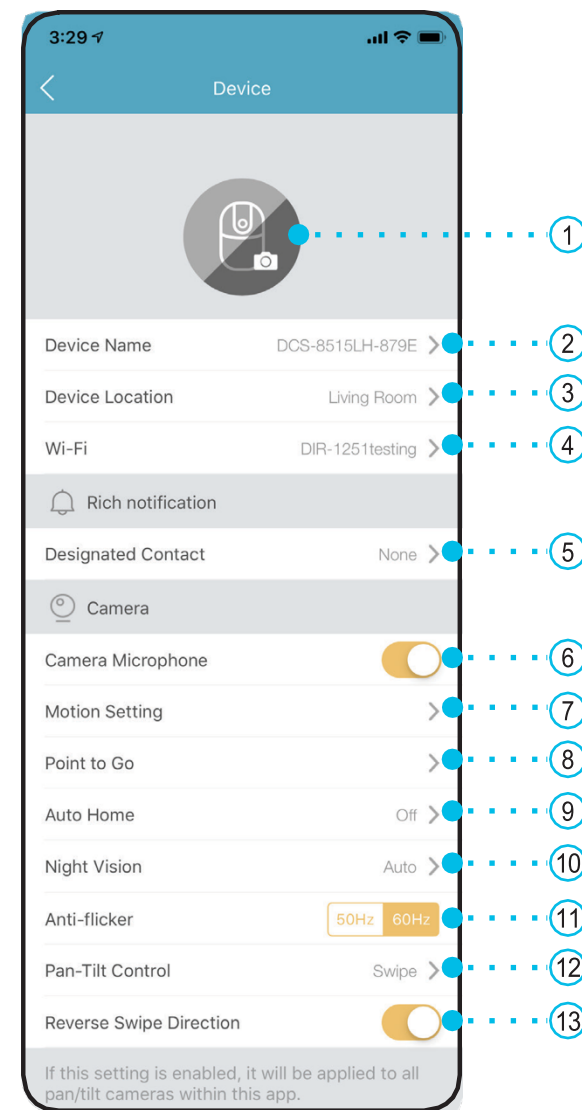 3:29
Device
1
Device Name DCS-8515LH-879E 2
Device Location Living Room 3
Wi-Fi DIR-1251testing 4
Rich notification
Designated Contact None 5
Camera
Camera Microphone 6
Motion Setting 7
Point to Go 8
Auto Home Off 9
Night Vision Auto 10
Anti-flicker 50Hz 60Hz 11
Pan-Tilt Control Swipe 12
Reverse Swipe Direction 13
If this setting is enabled, it will be applied to all
pan/tilt cameras within this app.